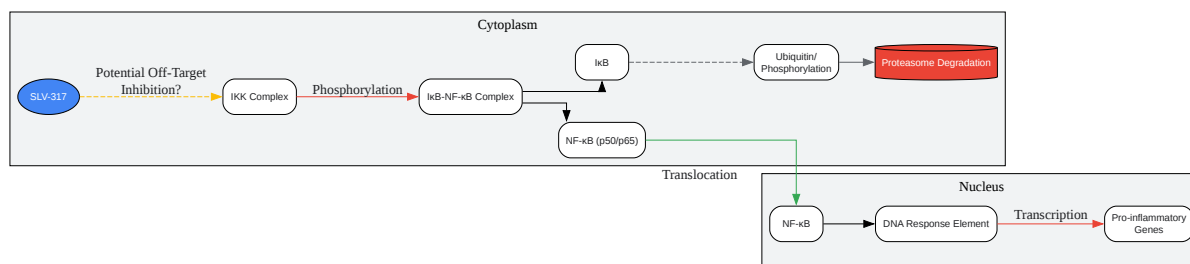 Cytoplasm
Potential Off-Target
Inhibition?
SLV-317
IKK Complex
Phosphorylation
IκB-NF-κB Complex
IκB
Ubiquitin/
Phosphorylation
Proteasome Degradation
NF-κB (p50/p65)
Translocation
Nucleus
NF-κB
DNA Response Element
Transcription
Pro-inflammatory
Genes